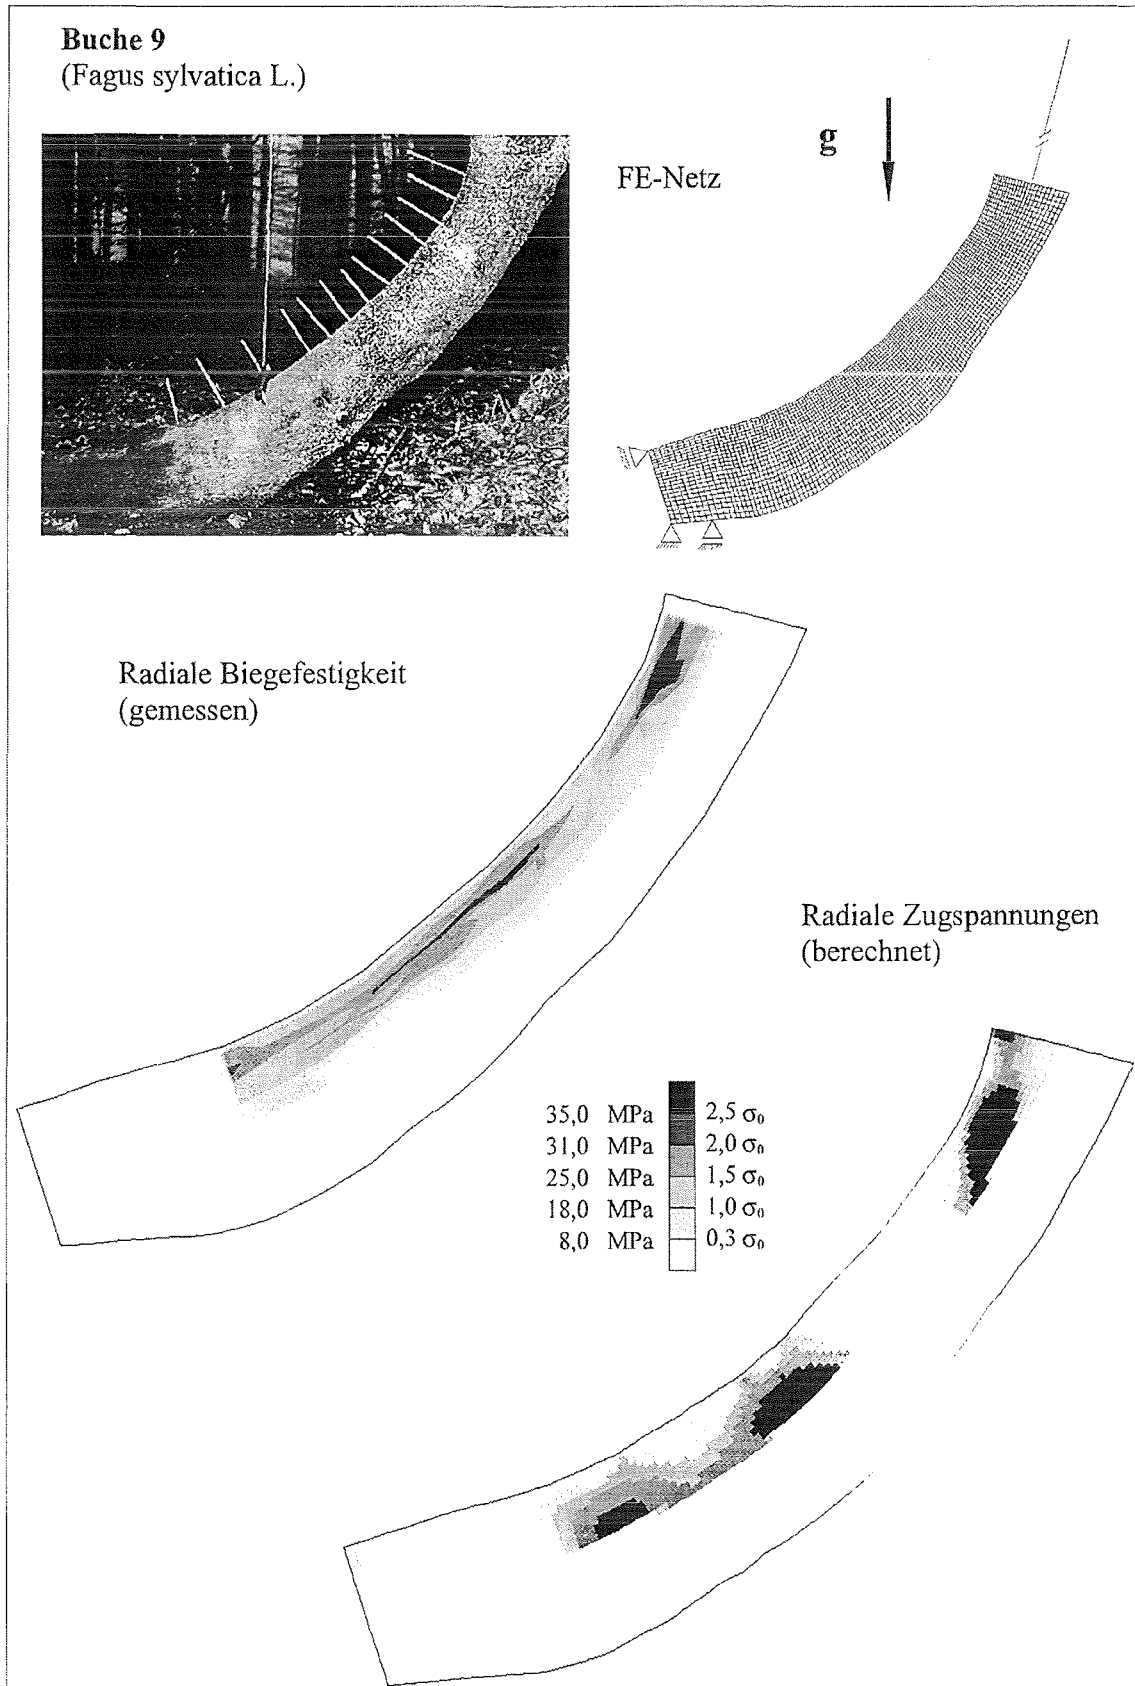 Buche 9
(Fagus sylvatica L.)
g
FE-Netz
Radiale Biegefestigkeit
(gemessen)
Radiale Zugspannungen
(berechnet)
35,0 MPa 2,5 σ₀
31,0 MPa 2,0 σ₀
25,0 MPa 1,5 σ₀
18,0 MPa 1,0 σ₀
8,0 MPa 0,3 σ₀